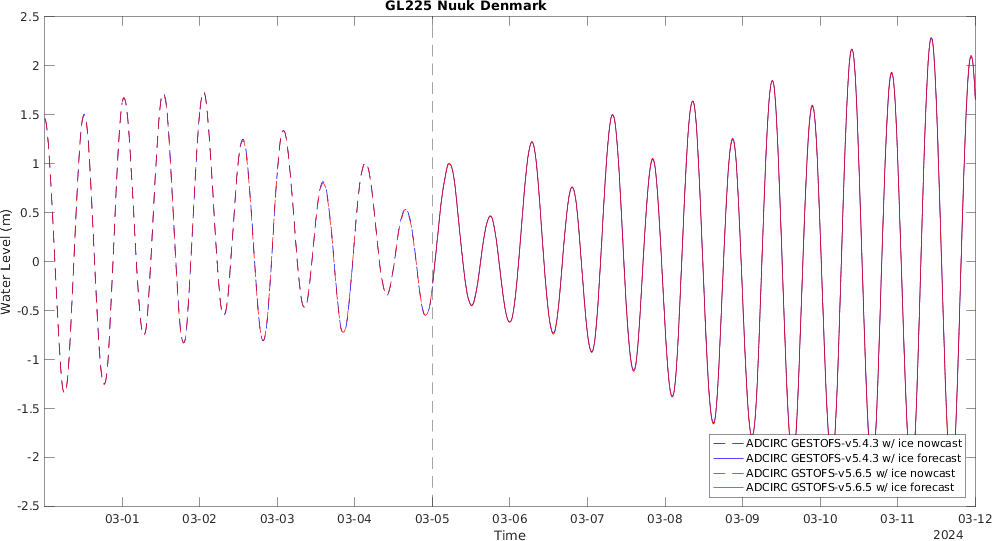 GL225 Nuuk Denmark
2.5
2
1.5
1
0.5
0
-0.5
-1
-1.5
-2
-2.5
Water Level (m)
ADCIRC GESTOFS-v5.4.3 w/ ice nowcast
ADCIRC GESTOFS-v5.4.3 w/ ice forecast
ADCIRC GSTOFS-v5.6.5 w/ ice nowcast
ADCIRC GSTOFS-v5.6.5 w/ ice forecast
03-01 03-02 03-03 03-04 03-05 03-06 03-07 03-08 03-09 03-10 03-11 03-12
Time
2024